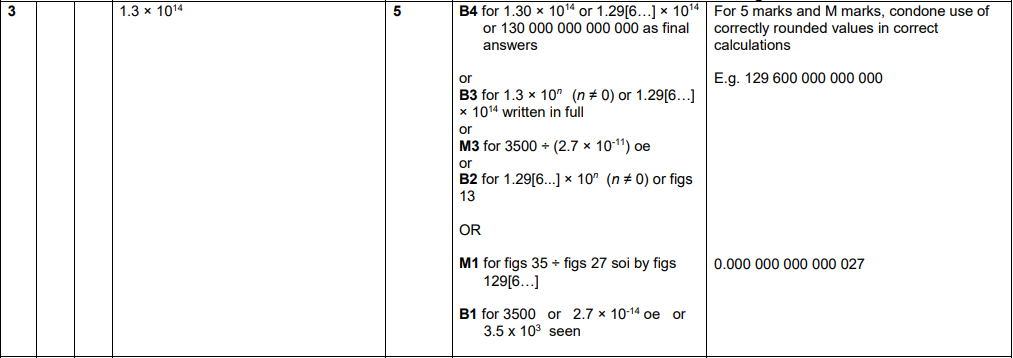 3
1.3 × 10¹⁴
5
B4 for 1.30 × 10¹⁴ or 1.29[6…] × 10¹⁴
or 130 000 000 000 000 as final
answers
or
B3 for 1.3 × 10ⁿ (n ≠ 0) or 1.29[6…]
× 10¹⁴ written in full
or
M3 for 3500 ÷ (2.7 × 10⁻¹¹) oe
or
B2 for 1.29[6...] × 10ⁿ (n ≠ 0) or figs
13
OR
M1 for figs 35 ÷ figs 27 soi by figs
129[6…]
B1 for 3500 or 2.7 × 10⁻¹⁴ oe or
3.5 x 10³ seen
For 5 marks and M marks, condone use of
correctly rounded values in correct
calculations
E.g. 129 600 000 000 000
0.000 000 000 000 027